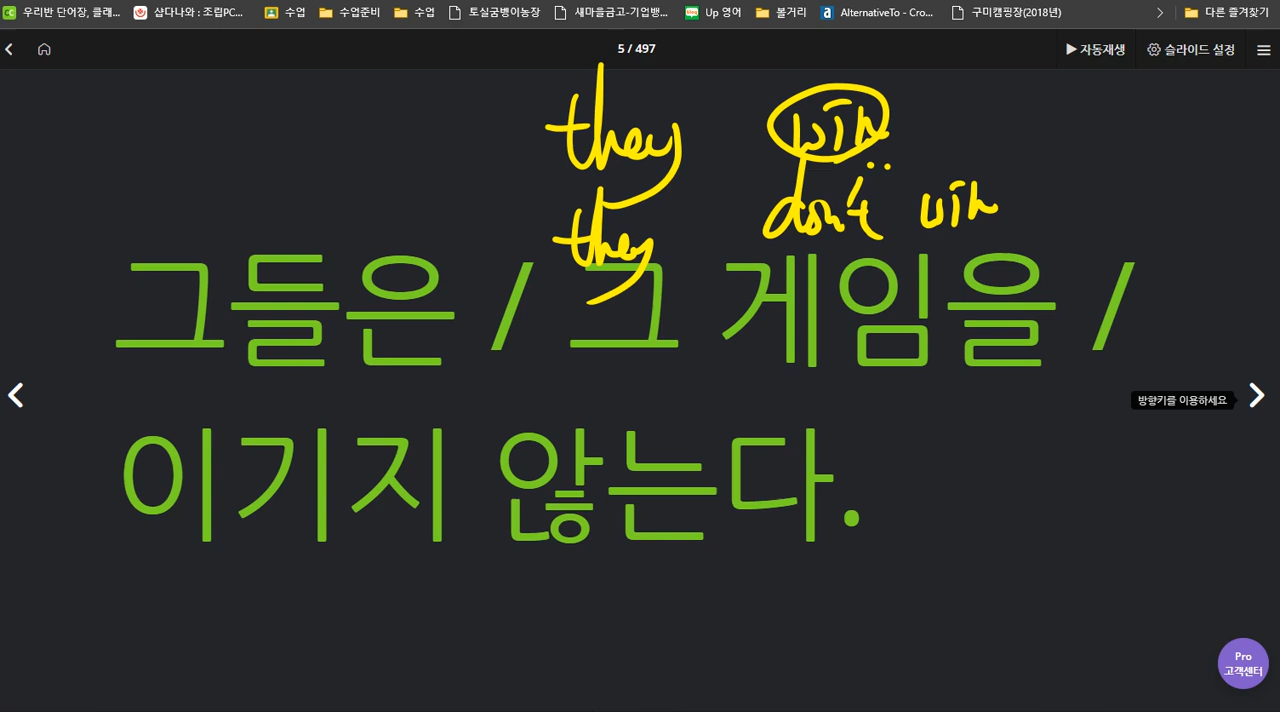 우리반 단어장, 클래... 샵다나와 : 조립PC... 수업 수업준비 수업 토실굼벵이농장 새마을금고-기업뱅... Up 영어 볼거리 AlternativeTo - Cro... 구미캠핑장(2018년) 다른 즐겨찾기
5 / 497 자동재생 슬라이드 설정
they win
they don't win
그들은 / 그 게임을 /
방향키를 이용하세요
이기지 않는다.
Pro
고객센터